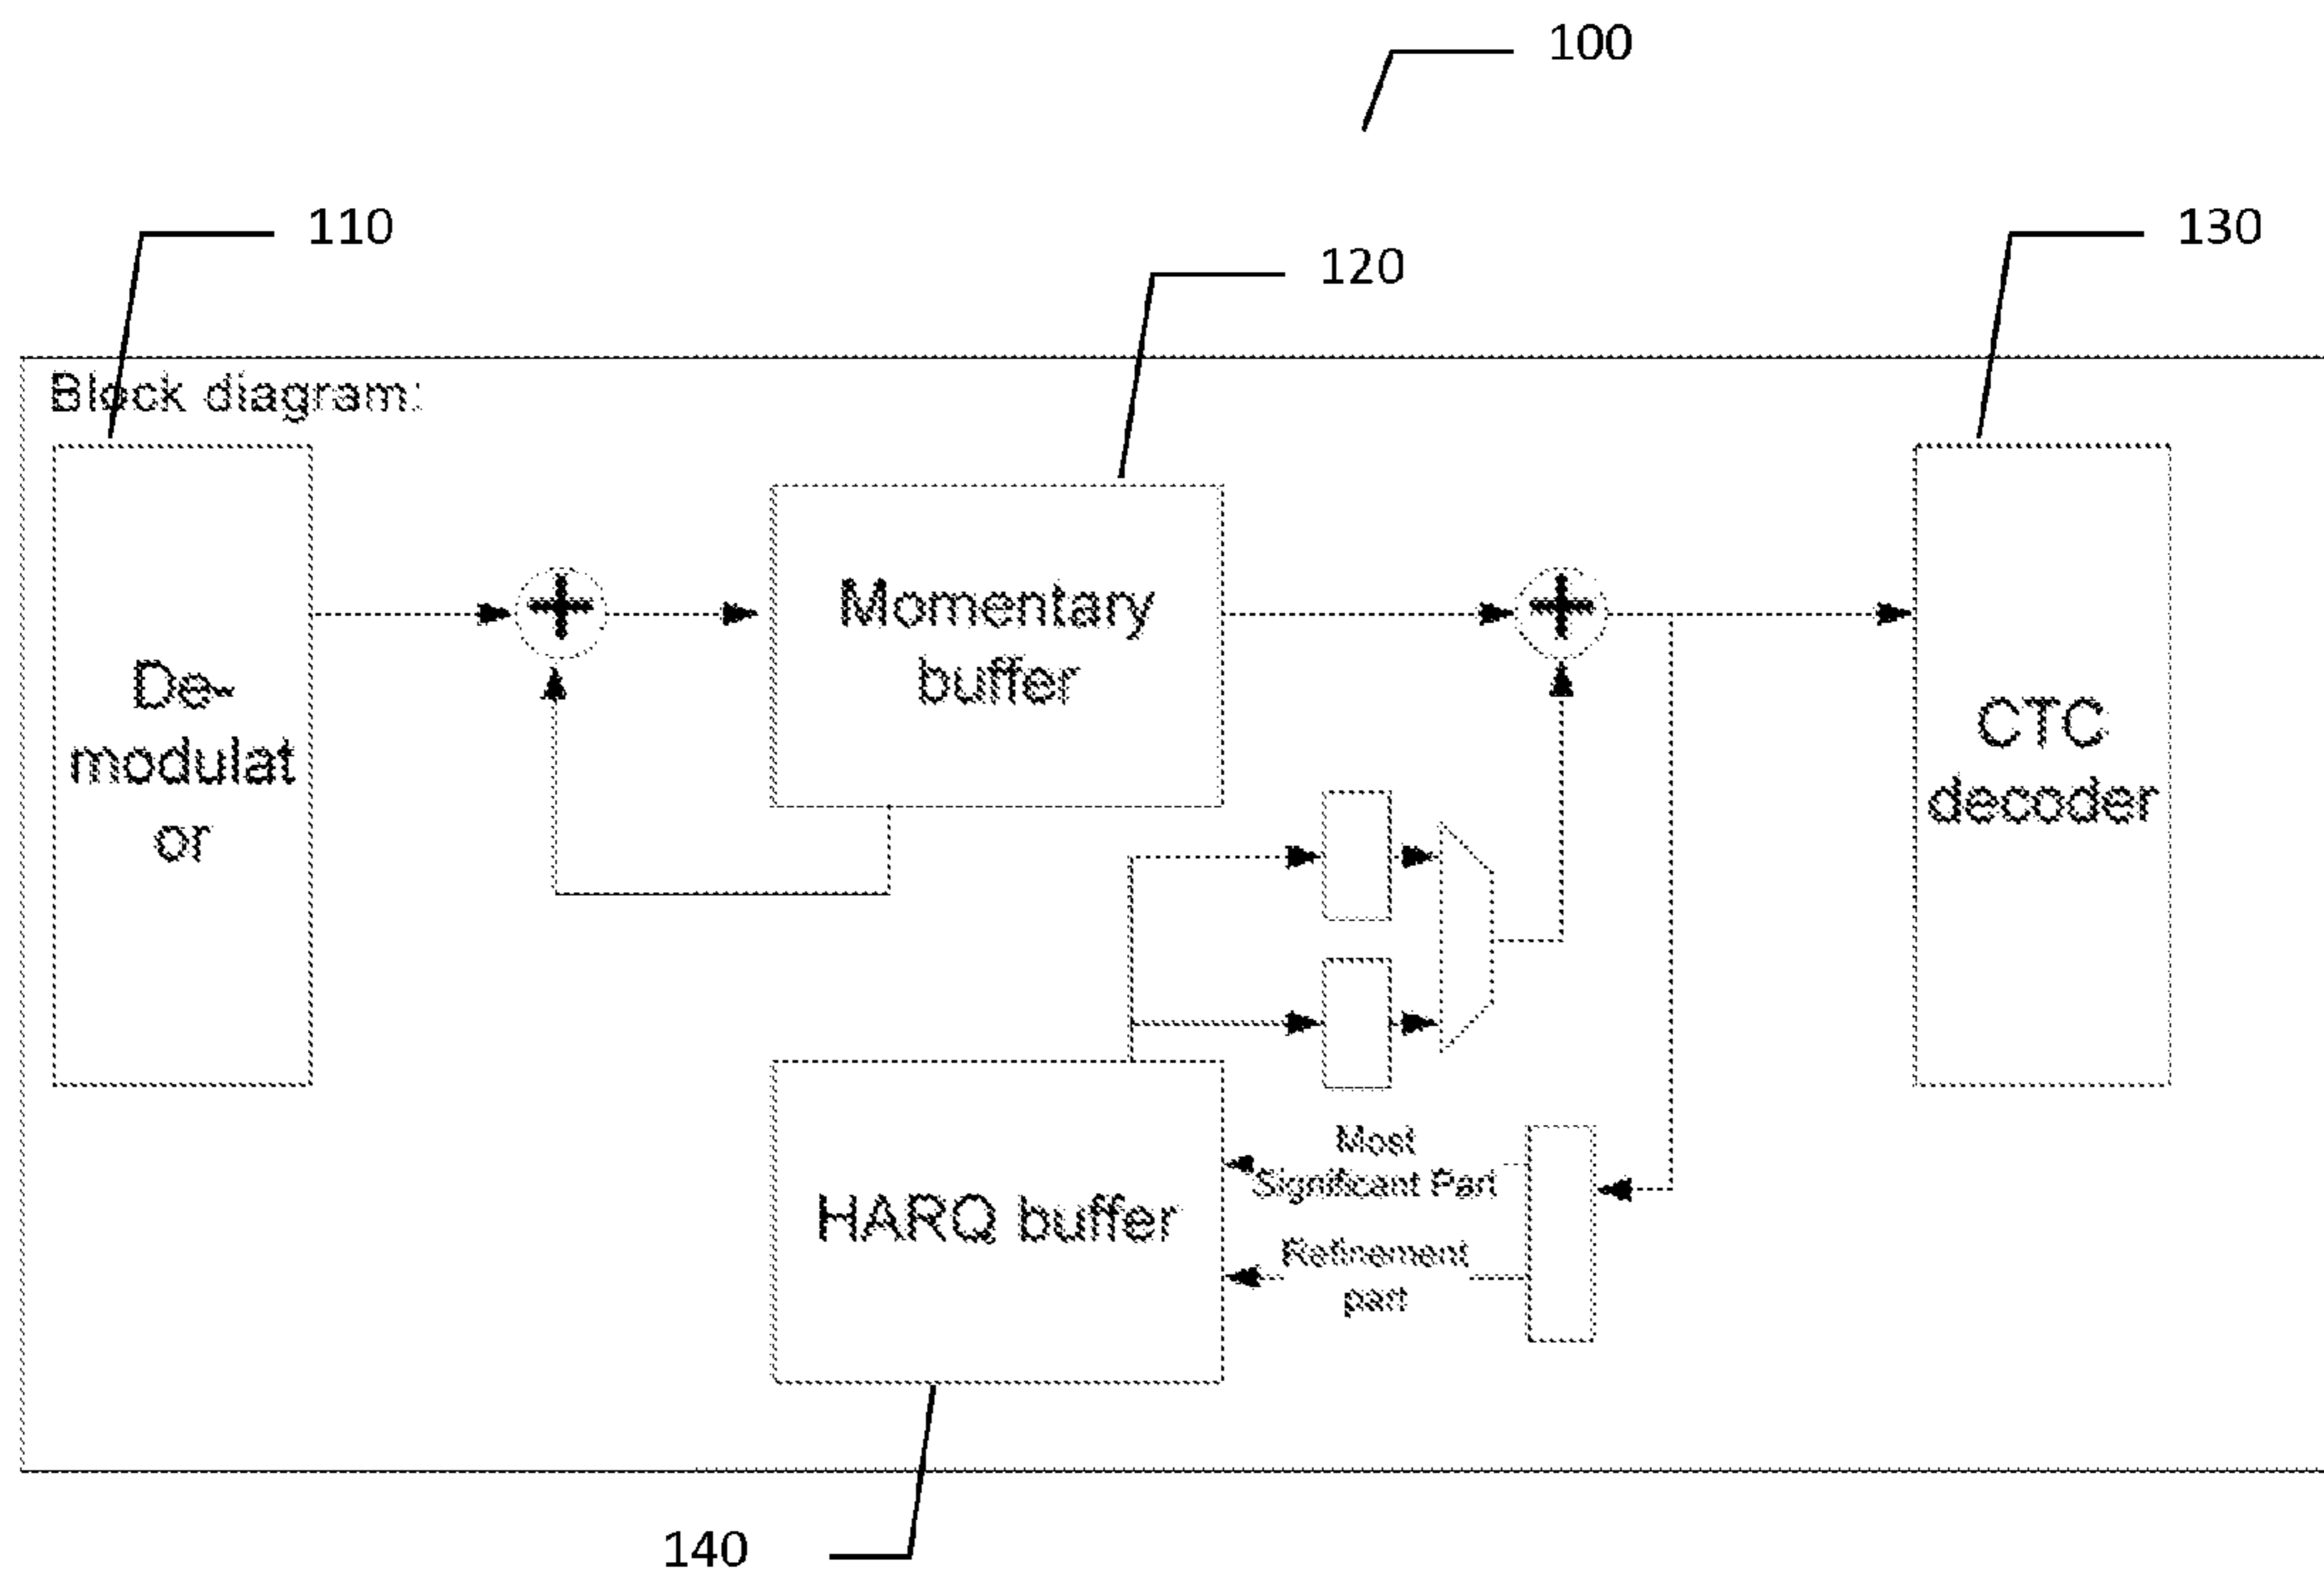 100
110
120
130
Block diagram:
De-
modulat
or
+
Momentary
buffer
+
CTC
decoder
HARQ buffer
Most
Significant Part
Refinement
part
140